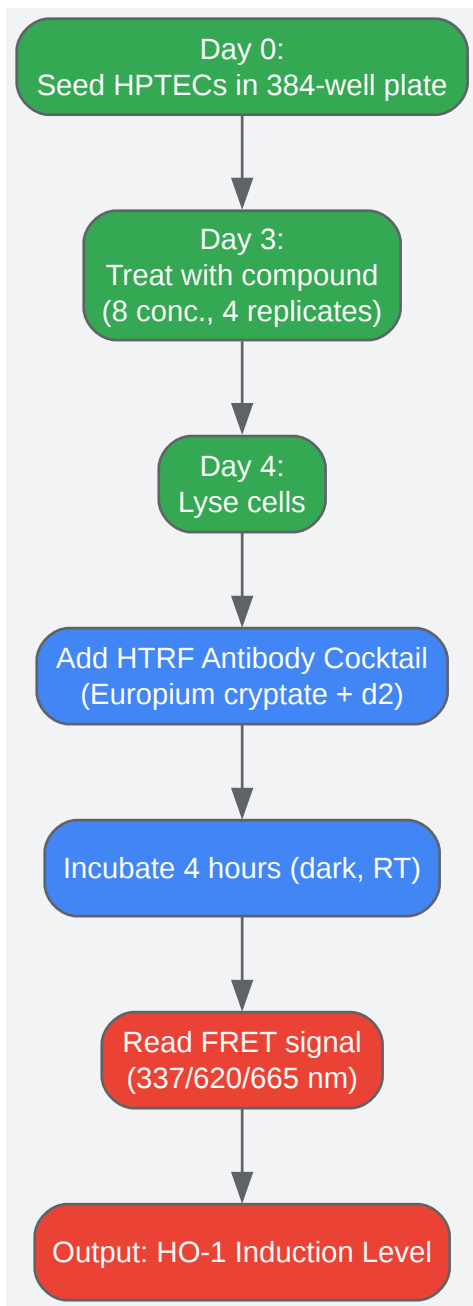 Day 0:
Seed HPTECs in 384-well plate
Day 3:
Treat with compound
(8 conc., 4 replicates)
Day 4:
Lyse cells
Add HTRF Antibody Cocktail
(Europium cryptate + d2)
Incubate 4 hours (dark, RT)
Read FRET signal
(337/620/665 nm)
Output: HO-1 Induction Level